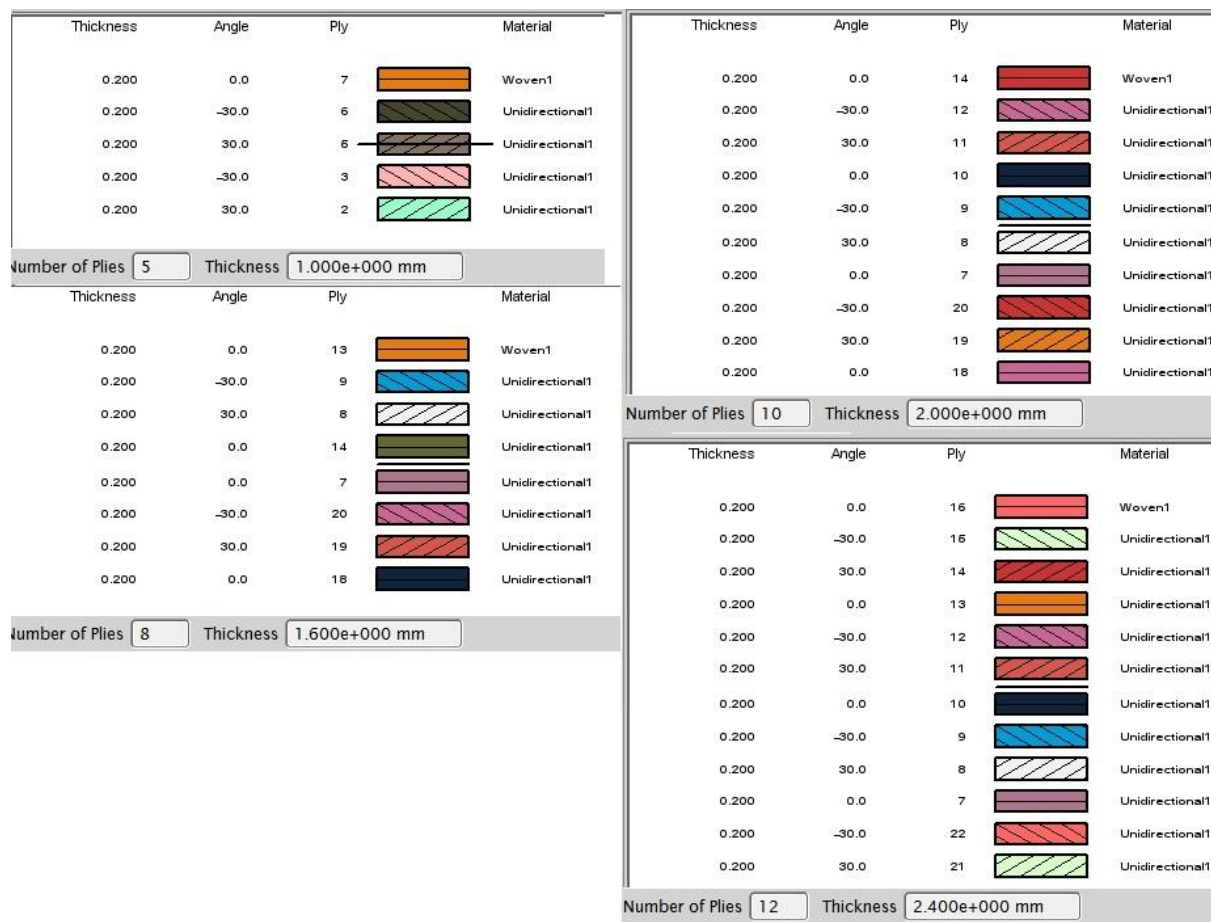 Thickness Angle Ply Material
0.200 0.0 7 Woven1
0.200 –30.0 6 Unidirectional1
0.200 30.0 5 Unidirectional1
0.200 –30.0 3 Unidirectional1
0.200 30.0 2 Unidirectional1
Number of Plies 5 Thickness 1.000e+000 mm
Thickness Angle Ply Material
0.200 0.0 13 Woven1
0.200 –30.0 9 Unidirectional1
0.200 30.0 8 Unidirectional1
0.200 0.0 14 Unidirectional1
0.200 0.0 7 Unidirectional1
0.200 –30.0 20 Unidirectional1
0.200 30.0 19 Unidirectional1
0.200 0.0 18 Unidirectional1
Number of Plies 8 Thickness 1.600e+000 mm
Thickness Angle Ply Material
0.200 0.0 14 Woven1
0.200 –30.0 12 Unidirectional1
0.200 30.0 11 Unidirectional1
0.200 0.0 10 Unidirectional1
0.200 –30.0 9 Unidirectional1
0.200 30.0 8 Unidirectional1
0.200 0.0 7 Unidirectional1
0.200 –30.0 20 Unidirectional1
0.200 30.0 19 Unidirectional1
0.200 0.0 18 Unidirectional1
Number of Plies 10 Thickness 2.000e+000 mm
Thickness Angle Ply Material
0.200 0.0 16 Woven1
0.200 –30.0 15 Unidirectional1
0.200 30.0 14 Unidirectional1
0.200 0.0 13 Unidirectional1
0.200 –30.0 12 Unidirectional1
0.200 30.0 11 Unidirectional1
0.200 0.0 10 Unidirectional1
0.200 –30.0 9 Unidirectional1
0.200 30.0 8 Unidirectional1
0.200 0.0 7 Unidirectional1
0.200 –30.0 22 Unidirectional1
0.200 30.0 21 Unidirectional1
Number of Plies 12 Thickness 2.400e+000 mm